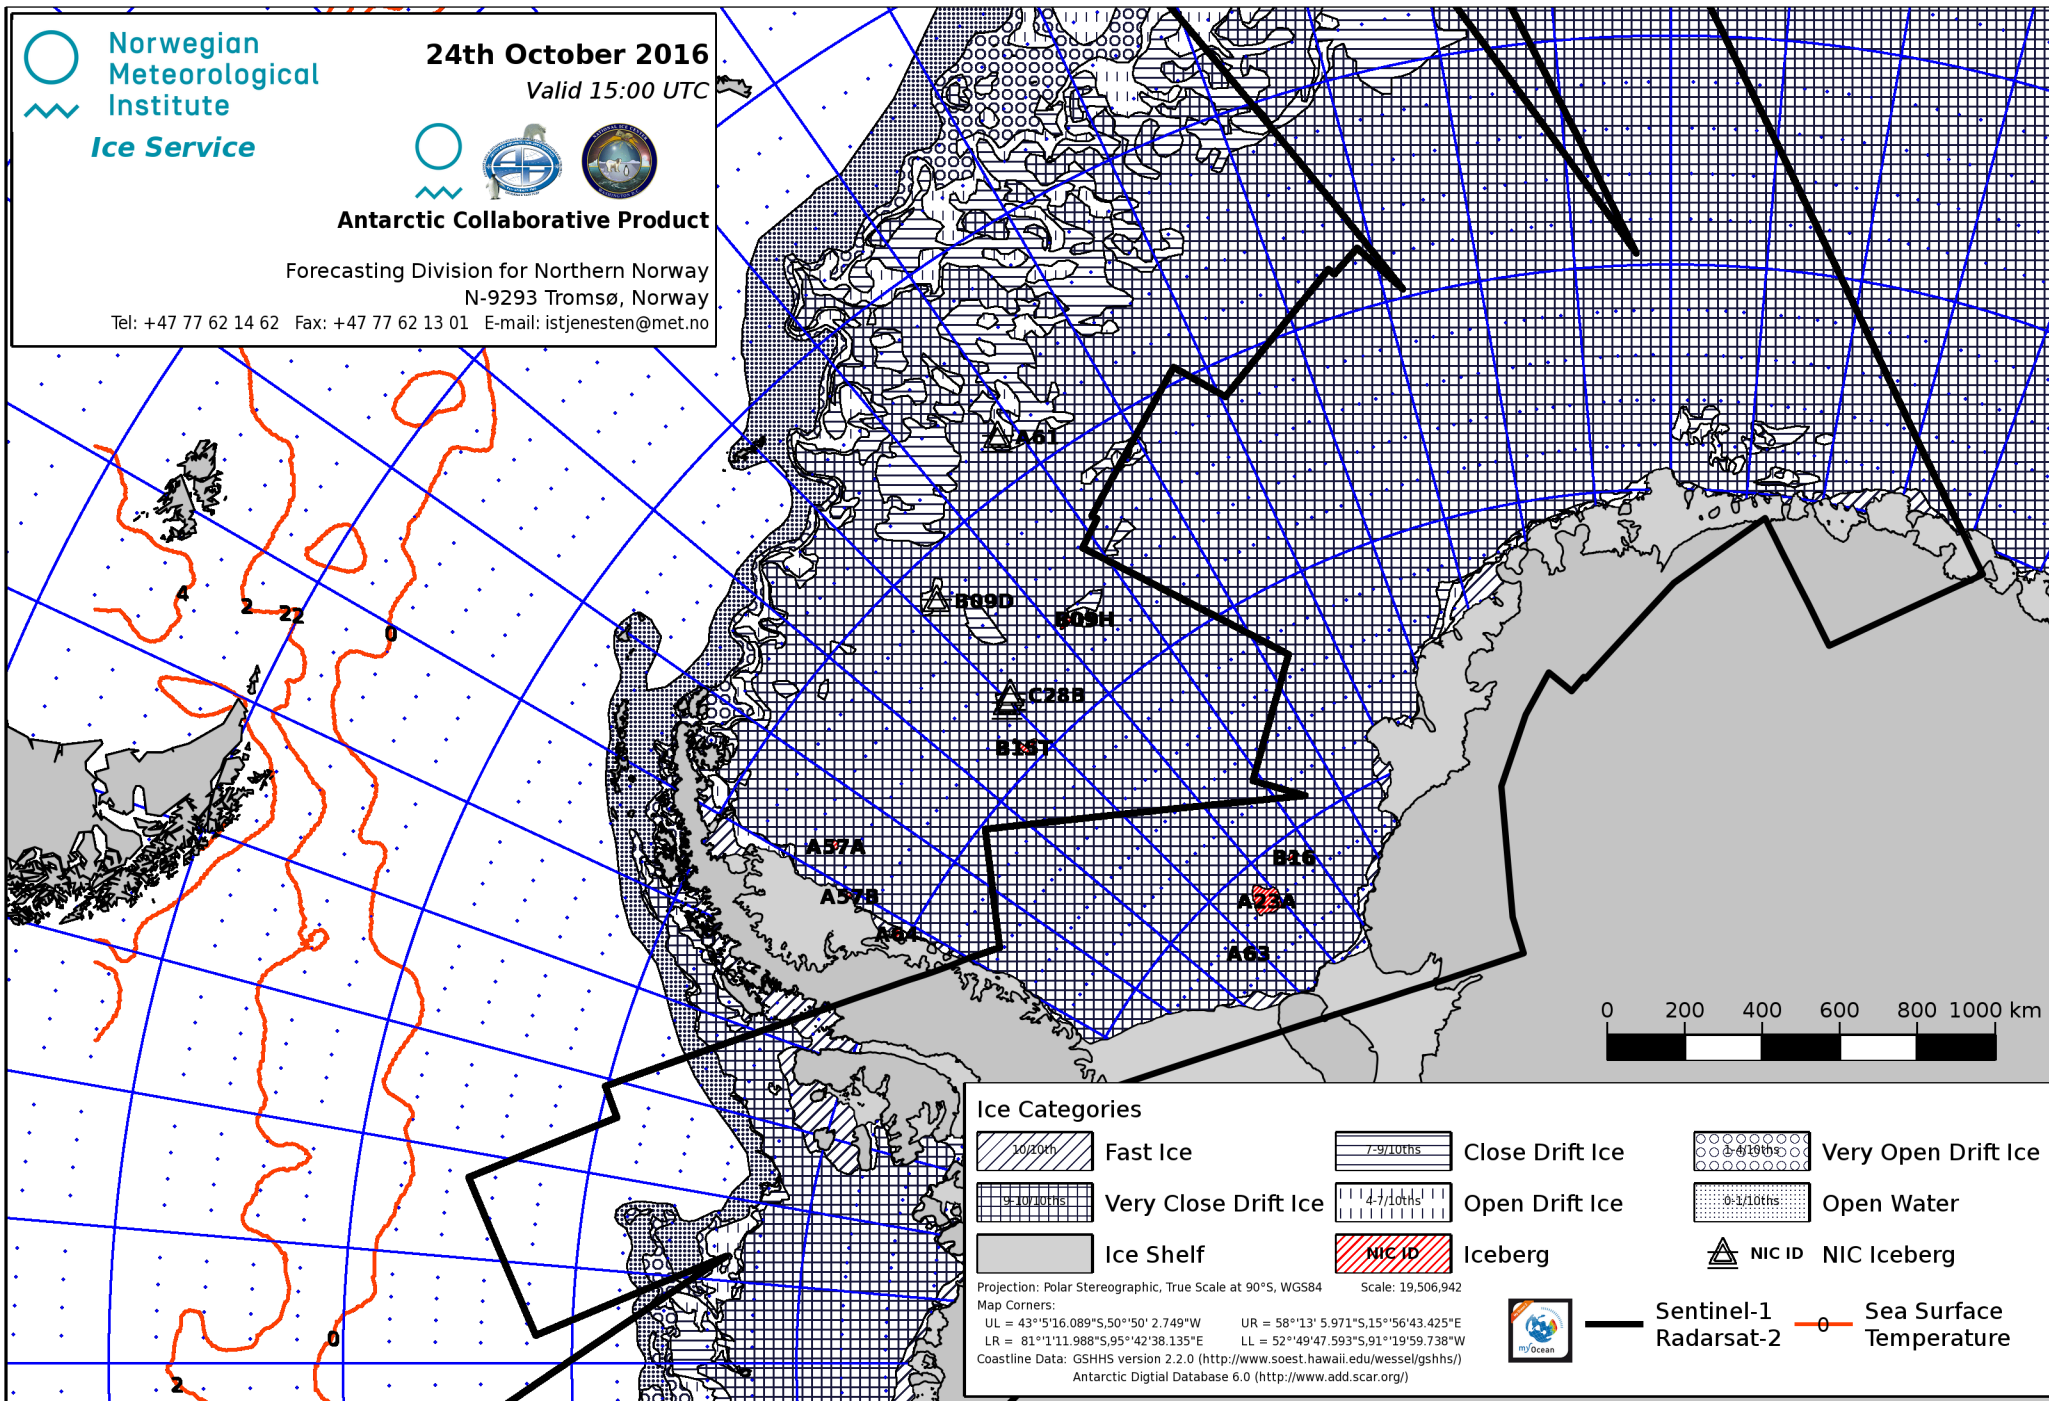 Norwegian
Meteorological
Institute
Ice Service
24th October 2016
Valid 15:00 UTC
Antarctic Collaborative Product
Forecasting Division for Northern Norway
N-9293 Tromsø, Norway
Tel: +47 77 62 14 62 Fax: +47 77 62 13 01 E-mail: istjenesten@met.no
A61
4
2
22
0
B09D
B09H
C28B
B15T
A57A
B16
A57B
A23A
A64
A63
0 200 400 600 800 1000 km
0
2
Ice Categories
10/10th Fast Ice
7-9/10ths Close Drift Ice
1-4/10ths Very Open Drift Ice
9-10/10ths Very Close Drift Ice
4-7/10ths Open Drift Ice
0-1/10ths Open Water
Ice Shelf
NIC ID Iceberg
NIC ID NIC Iceberg
Projection: Polar Stereographic, True Scale at 90°S, WGS84 Scale: 19,506,942
Map Corners:
UL = 43°'5'16.089"S,50°'50' 2.749"W UR = 58°'13' 5.971"S,15°'56'43.425"E
LR = 81°'1'11.988"S,95°'42'38.135"E LL = 52°'49'47.593"S,91°'19'59.738"W
Coastline Data: GSHHS version 2.2.0 (http://www.soest.hawaii.edu/wessel/gshhs/)
Antarctic Digtial Database 6.0 (http://www.add.scar.org/)
myOcean
Sentinel-1
Radarsat-2
0
Sea Surface
Temperature